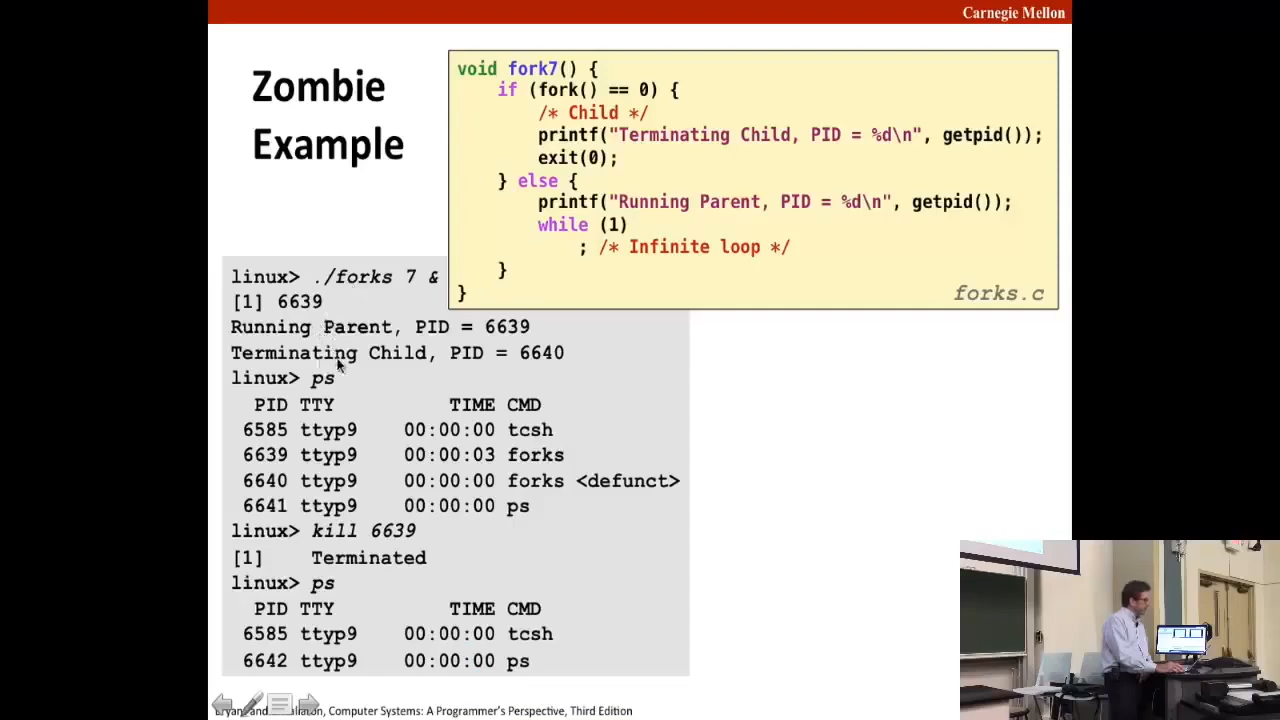 Carnegie Mellon
Zombie
Example
void fork7() {
    if (fork() == 0) {
        /* Child */
        printf("Terminating Child, PID = %d\n", getpid());
        exit(0);
    } else {
        printf("Running Parent, PID = %d\n", getpid());
        while (1)
            ; /* Infinite loop */
    }
}
forks.c
linux> ./forks 7 &
[1] 6639
Running Parent, PID = 6639
Terminating Child, PID = 6640
linux> ps
  PID TTY          TIME CMD
 6585 ttyp9    00:00:00 tcsh
 6639 ttyp9    00:00:03 forks
 6640 ttyp9    00:00:00 forks <defunct>
 6641 ttyp9    00:00:00 ps
linux> kill 6639
[1]    Terminated
linux> ps
  PID TTY          TIME CMD
 6585 ttyp9    00:00:00 tcsh
 6642 ttyp9    00:00:00 ps
Computer Systems: A Programmer's Perspective, Third Edition